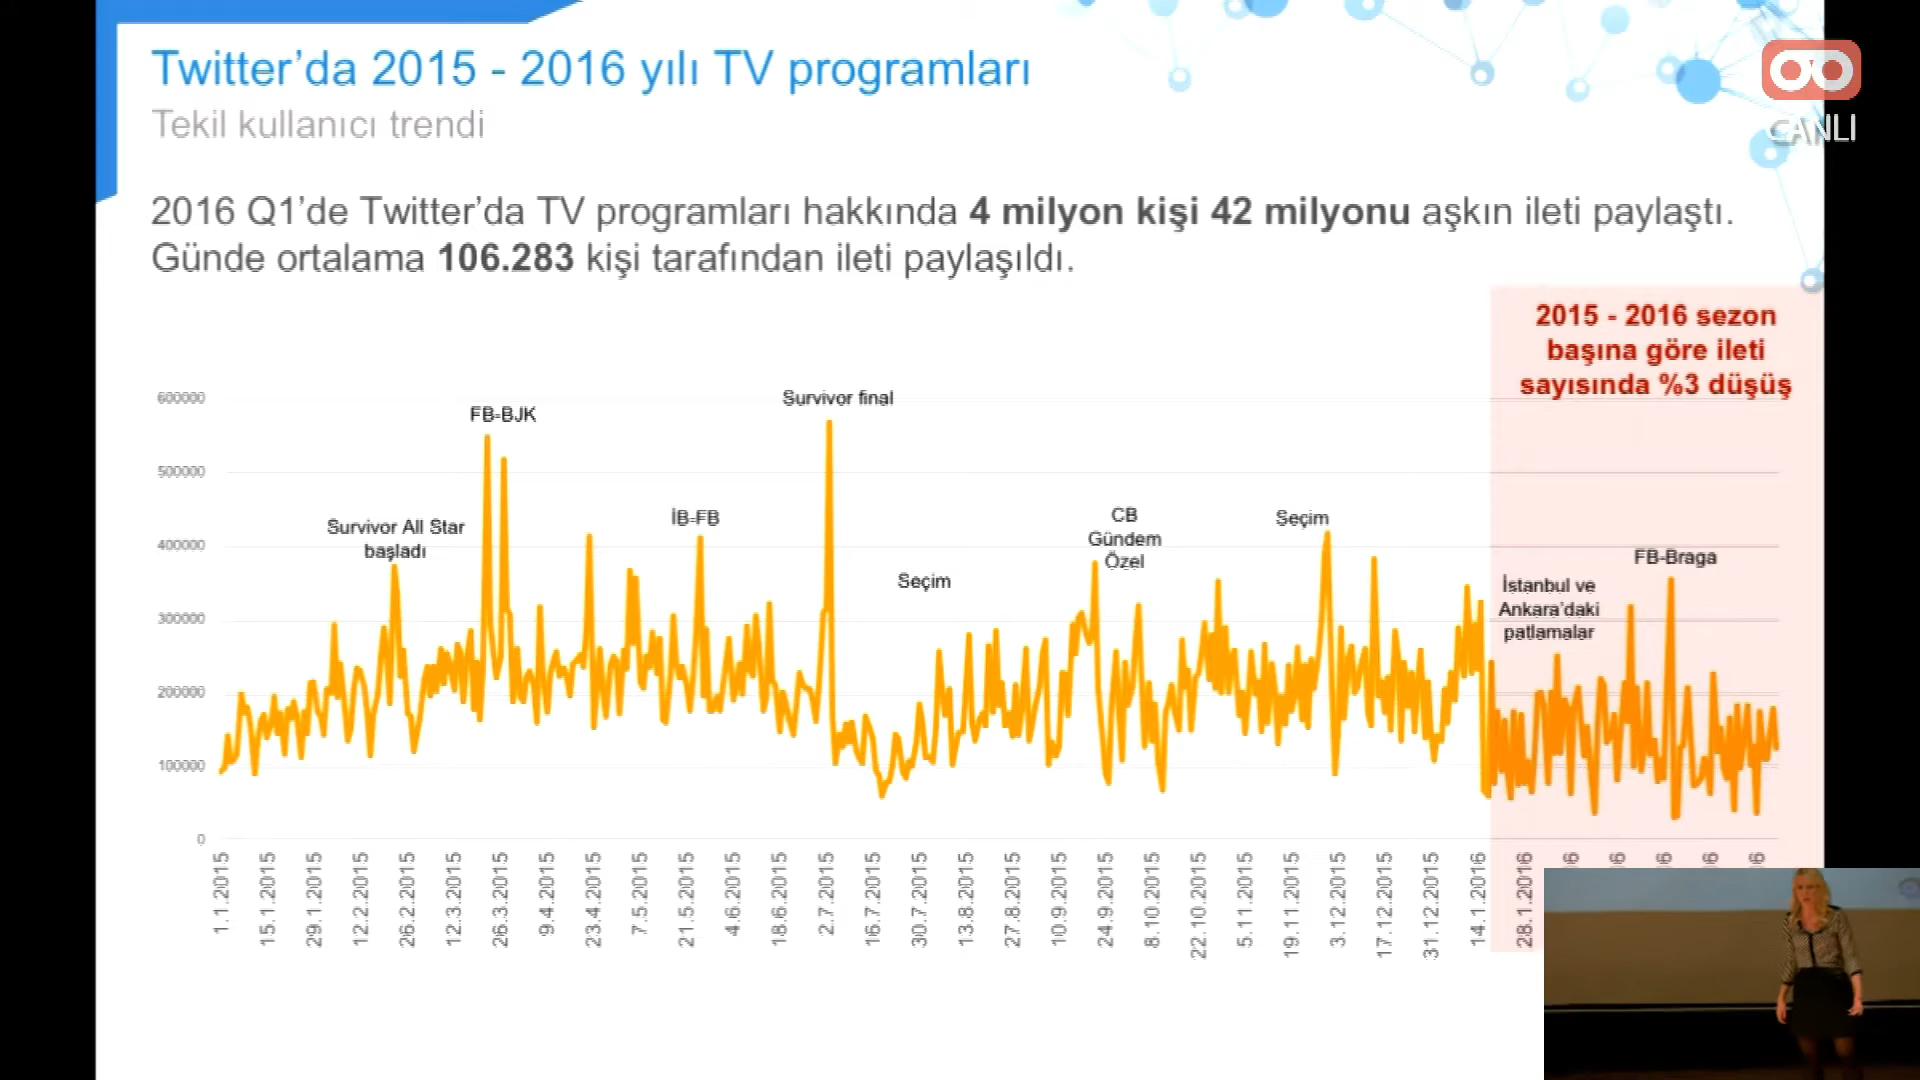 Twitter'da 2015 - 2016 yılı TV programları
CANLI
Tekil kullanıcı trendi
2016 Q1'de Twitter'da TV programları hakkında 4 milyon kişi 42 milyonu aşkın ileti paylaştı.
Günde ortalama 106.283 kişi tarafından ileti paylaşıldı.
2015 - 2016 sezon
başına göre ileti
sayısında %3 düşüş
600000
500000
400000
300000
200000
100000
0
Survivor All Star
başladı
FB-BJK
İB-FB
Survivor final
Seçim
CB
Gündem
Özel
Seçim
İstanbul ve
Ankara'daki
patlamalar
FB-Braga
1.1.2015
15.1.2015
29.1.2015
12.2.2015
26.2.2015
12.3.2015
26.3.2015
9.4.2015
23.4.2015
7.5.2015
21.5.2015
4.6.2015
18.6.2015
2.7.2015
16.7.2015
30.7.2015
13.8.2015
27.8.2015
10.9.2015
24.9.2015
8.10.2015
22.10.2015
5.11.2015
19.11.2015
3.12.2015
17.12.2015
31.12.2015
14.1.2016
28.1.2016